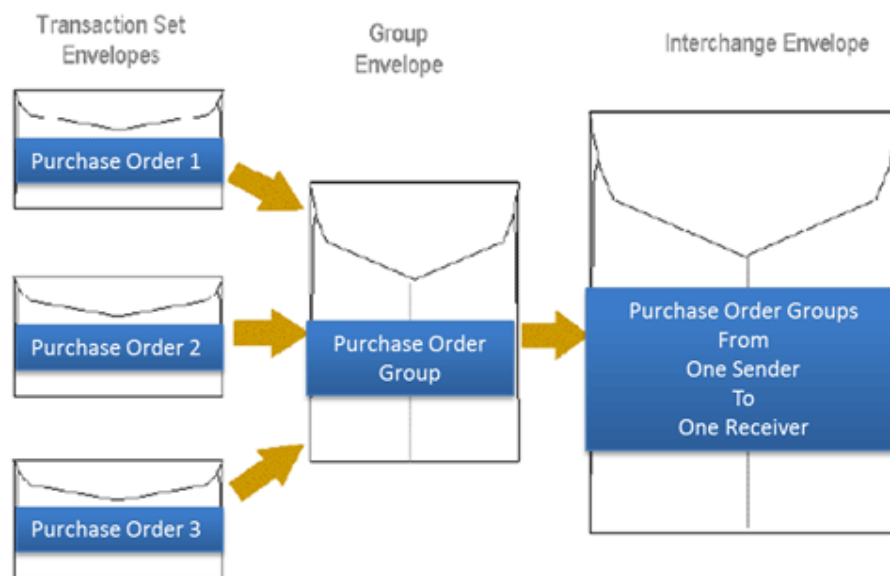 Transaction Set
Envelopes
Group
Envelope
Interchange Envelope
Purchase Order 1
Purchase Order 2
Purchase Order 3
Purchase Order
Group
Purchase Order Groups
From
One Sender
To
One Receiver